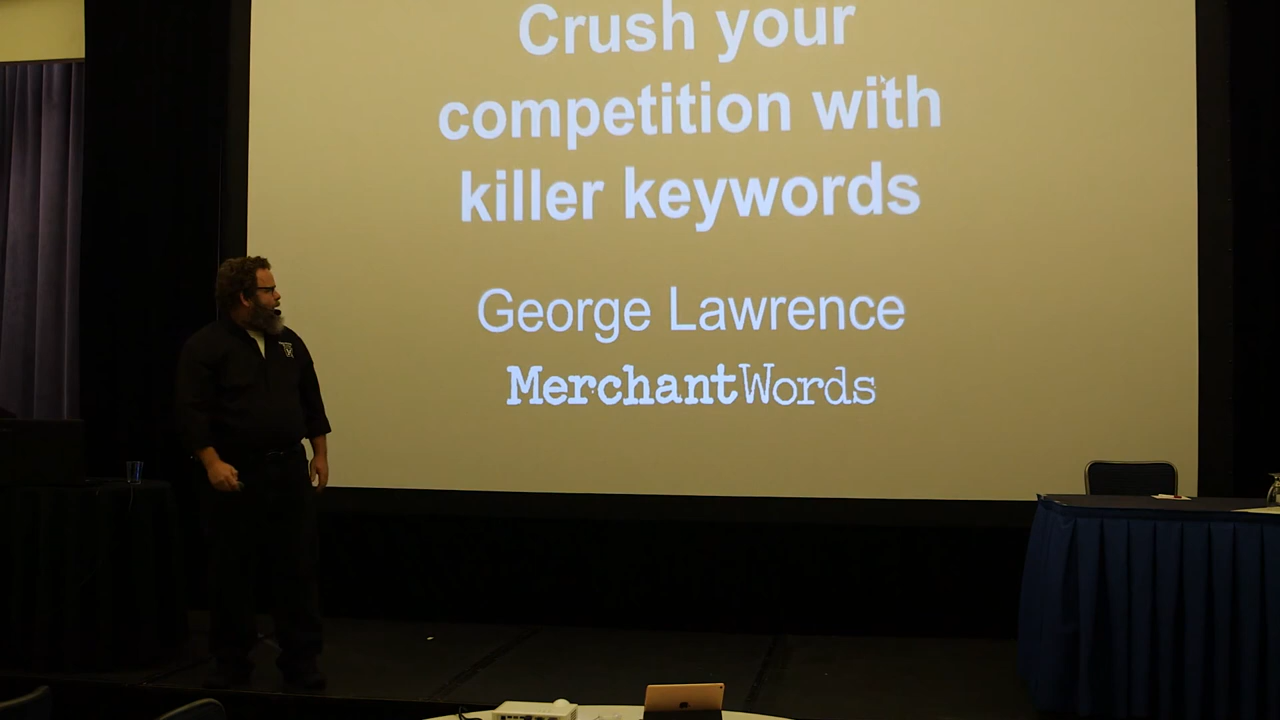 Crush your
competition with
killer keywords
George Lawrence
MerchantWords